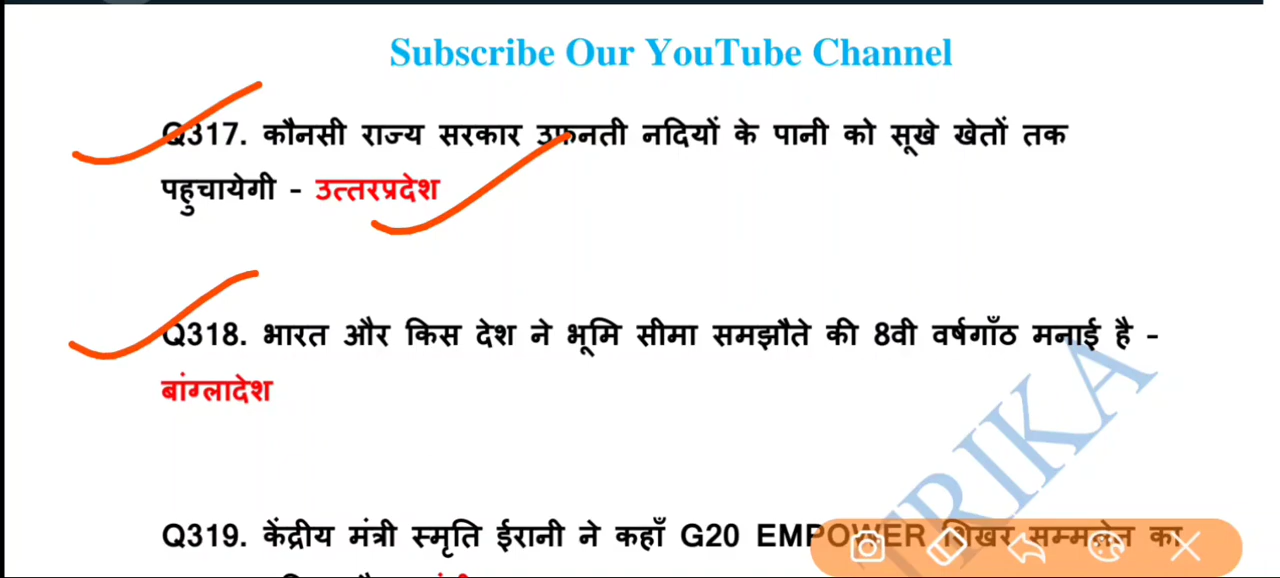 Subscribe Our YouTube Channel
Q317. कौनसी राज्य सरकार उफनती नदियों के पानी को सूखे खेतों तक
पहुचायेगी - उत्तरप्रदेश
Q318. भारत और किस देश ने भूमि सीमा समझौते की 8वी वर्षगाँठ मनाई है -
बांग्लादेश
Q319. केंद्रीय मंत्री स्मृति ईरानी ने कहाँ G20 EMPOWER शिखर सम्मलेन का